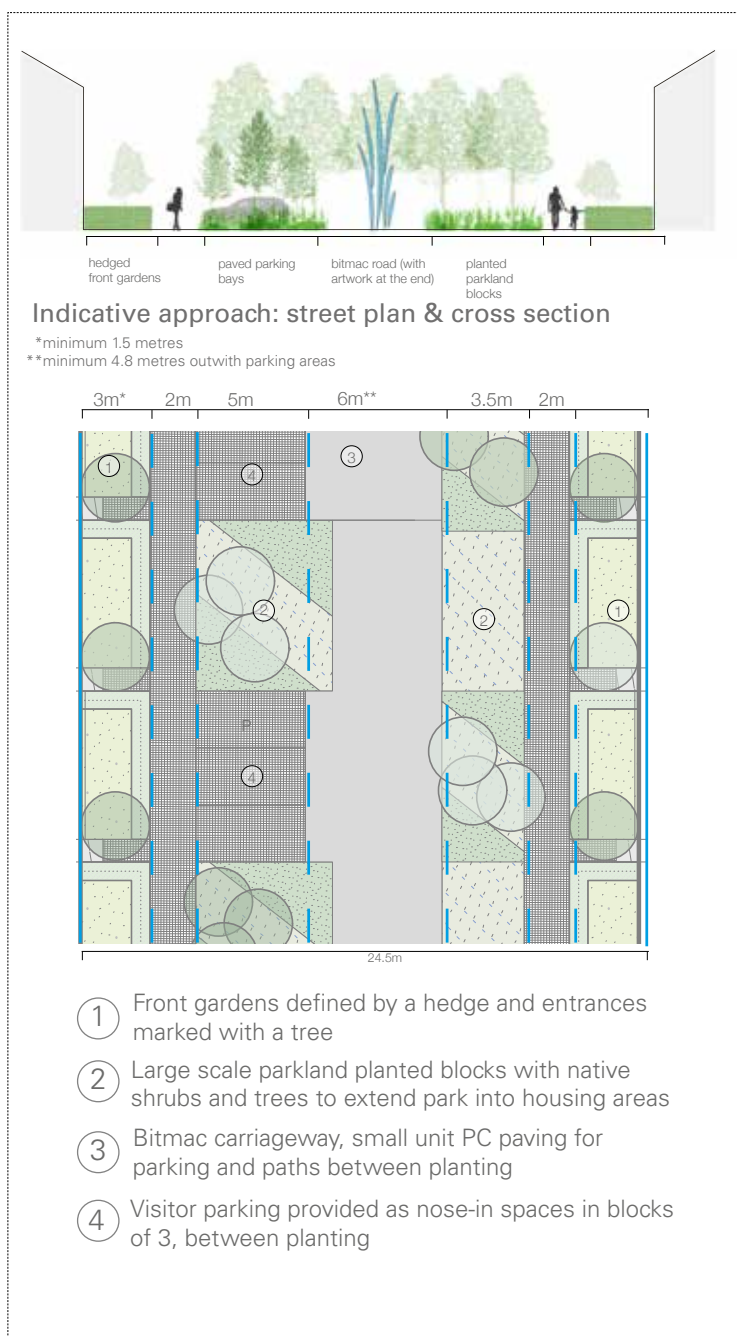 hedged
front gardens
paved parking
bays
bitmac road (with
artwork at the end)
planted
parkland
blocks
Indicative approach: street plan & cross section
*minimum 1.5 metres
**minimum 4.8 metres outwith parking areas
3m* 2m 5m 6m** 3.5m 2m
1
4
3
2
2
1
P
4
24.5m
1 Front gardens defined by a hedge and entrances
marked with a tree
2 Large scale parkland planted blocks with native
shrubs and trees to extend park into housing areas
3 Bitmac carriageway, small unit PC paving for
parking and paths between planting
4 Visitor parking provided as nose-in spaces in blocks
of 3, between planting